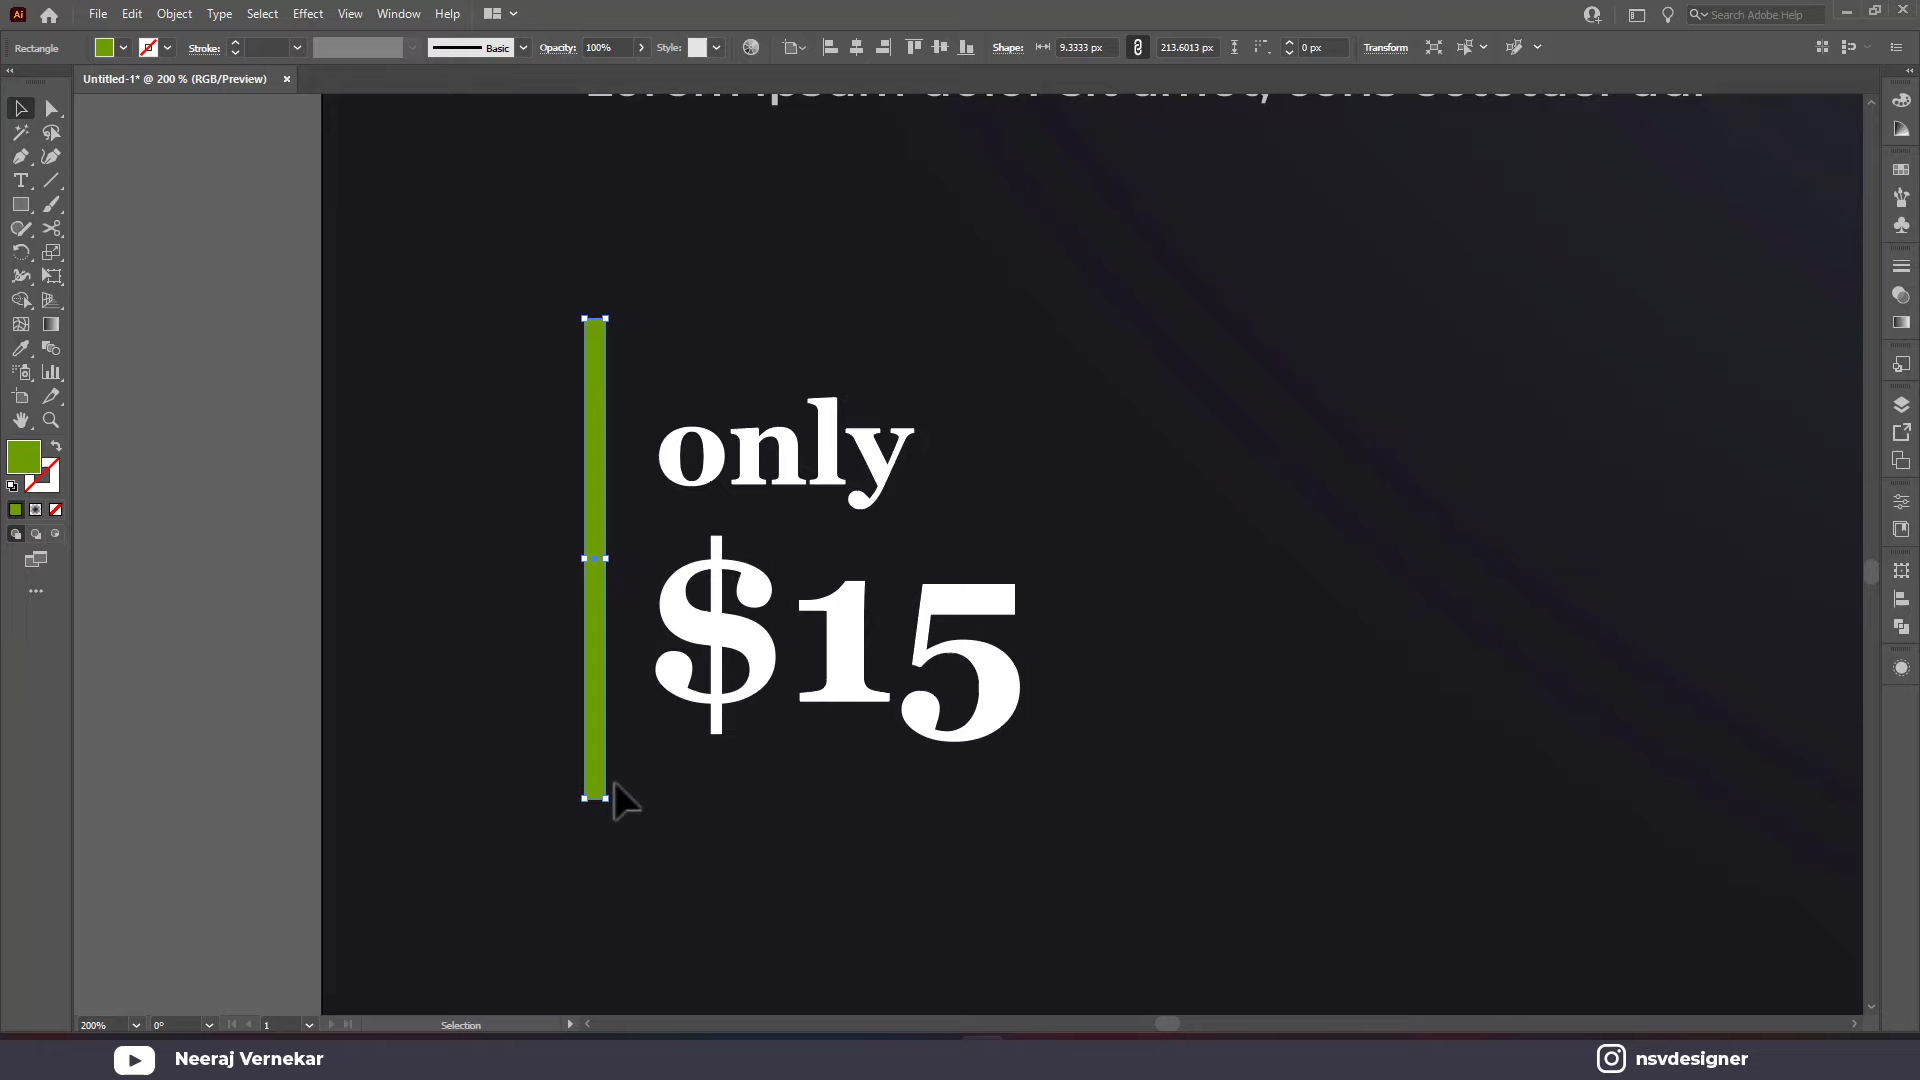 Ai File Edit Object Type Select Effect View Window Help Search Adobe Help
Rectangle Stroke: Basic Opacity: 100% Style: Shape: 9.3333 px 213.6013 px 0 px Transform
Untitled-1* @ 200 % (RGB/Preview)
only
$15
200% 0° 1 Selection
Neeraj Vernekar nsvdesigner